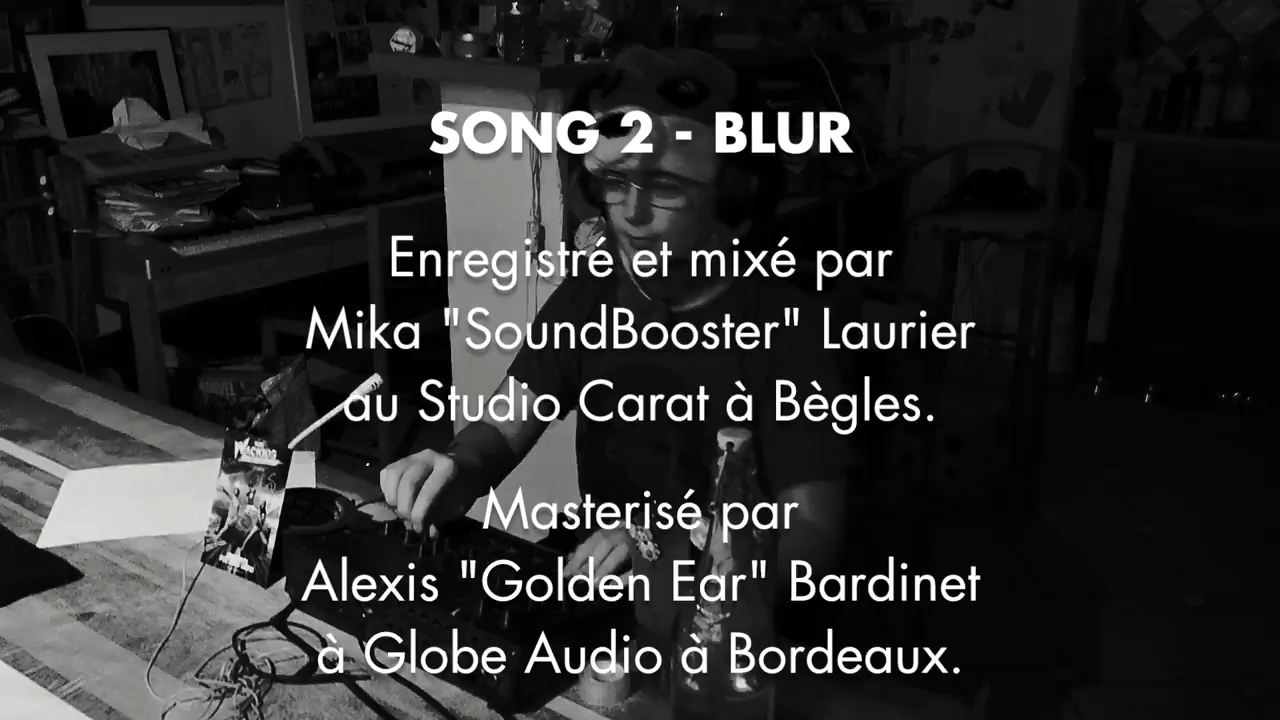 SONG 2 - BLUR
Enregistré et mixé par
Mika "SoundBooster" Laurier
au Studio Carat à Bègles.
Masterisé par
Alexis "Golden Ear" Bardinet
à Globe Audio à Bordeaux.